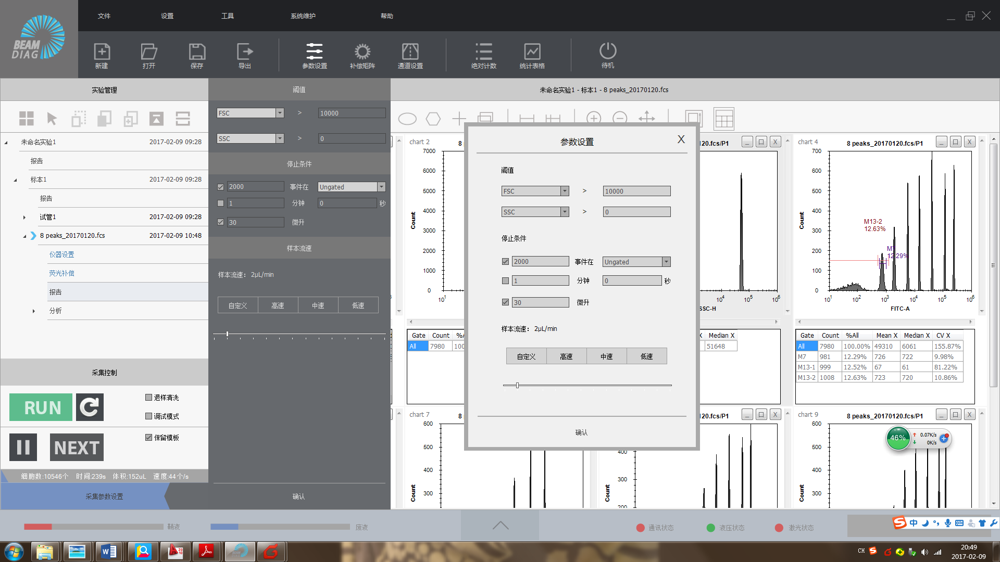 BEAM
DIAG
文件 设置 工具 系统维护 帮助
新建 打开 保存 导出 参数设置 补偿矩阵 通道设置 绝对计数 统计表格 待机
实验管理
未命名实验1 2017-02-09 09:28
报告
标本1 2017-02-09 09:28
报告
试管1 2017-02-09 09:28
8 peaks_20170120.fcs 2017-02-09 10:48
仪器设置
荧光补偿
报告
分析
采集控制
RUN
退样清洗
调试模式
NEXT
保留模板
细胞数:10546个 时间:239s 体积:152uL 速度:44个/s
采集参数设置
阈值
FSC > 10000
SSC > 0
停止条件
2000 事件在 Ungated
1 分钟 0 秒
30 微升
样本流速
样本流速： 2μL/min
自定义 高速 中速 低速
确认
未命名实验1 - 标本1 - 8 peaks_20170120.fcs
chart 2 8
7000
6000
5000
4000
3000
2000
1000
0
Count
10^1
Gate Count %A
All 7980 100
参数设置 X
阈值
FSC > 10000
SSC > 0
停止条件
2000 事件在 Ungated
1 分钟 0 秒
30 微升
样本流速： 2μL/min
自定义 高速 中速 低速
确认
20.fcs/P1
10^4 10^5 10^6
SSC-H
X Median X
51648
chart 4 8 peaks_20170120.fcs/P1
700
600
500
400
300
200
100
0
Count
M13-2
12.63%
M7
12.29%
10^1 10^2 10^3 10^4 10^5 10^6
FITC-A
Gate Count %All Mean X Median X CV X
All 7980 100.00% 49310 6061 155.87%
M7 981 12.29% 726 722 9.98%
M13-1 999 12.52% 67 61 81.22%
M13-2 1008 12.63% 723 720 10.86%
chart 7 8
600
500
400
300
Count
20.fcs/P1
400
300
200
Count
chart 9 8 peaks_20170120.fcs/P1
600
500
400
300
Count
46% 0.07K/s
0K/s
鞘液 废液 通讯状态 液压状态 激光状态
中
CH
20:49
2017-02-09